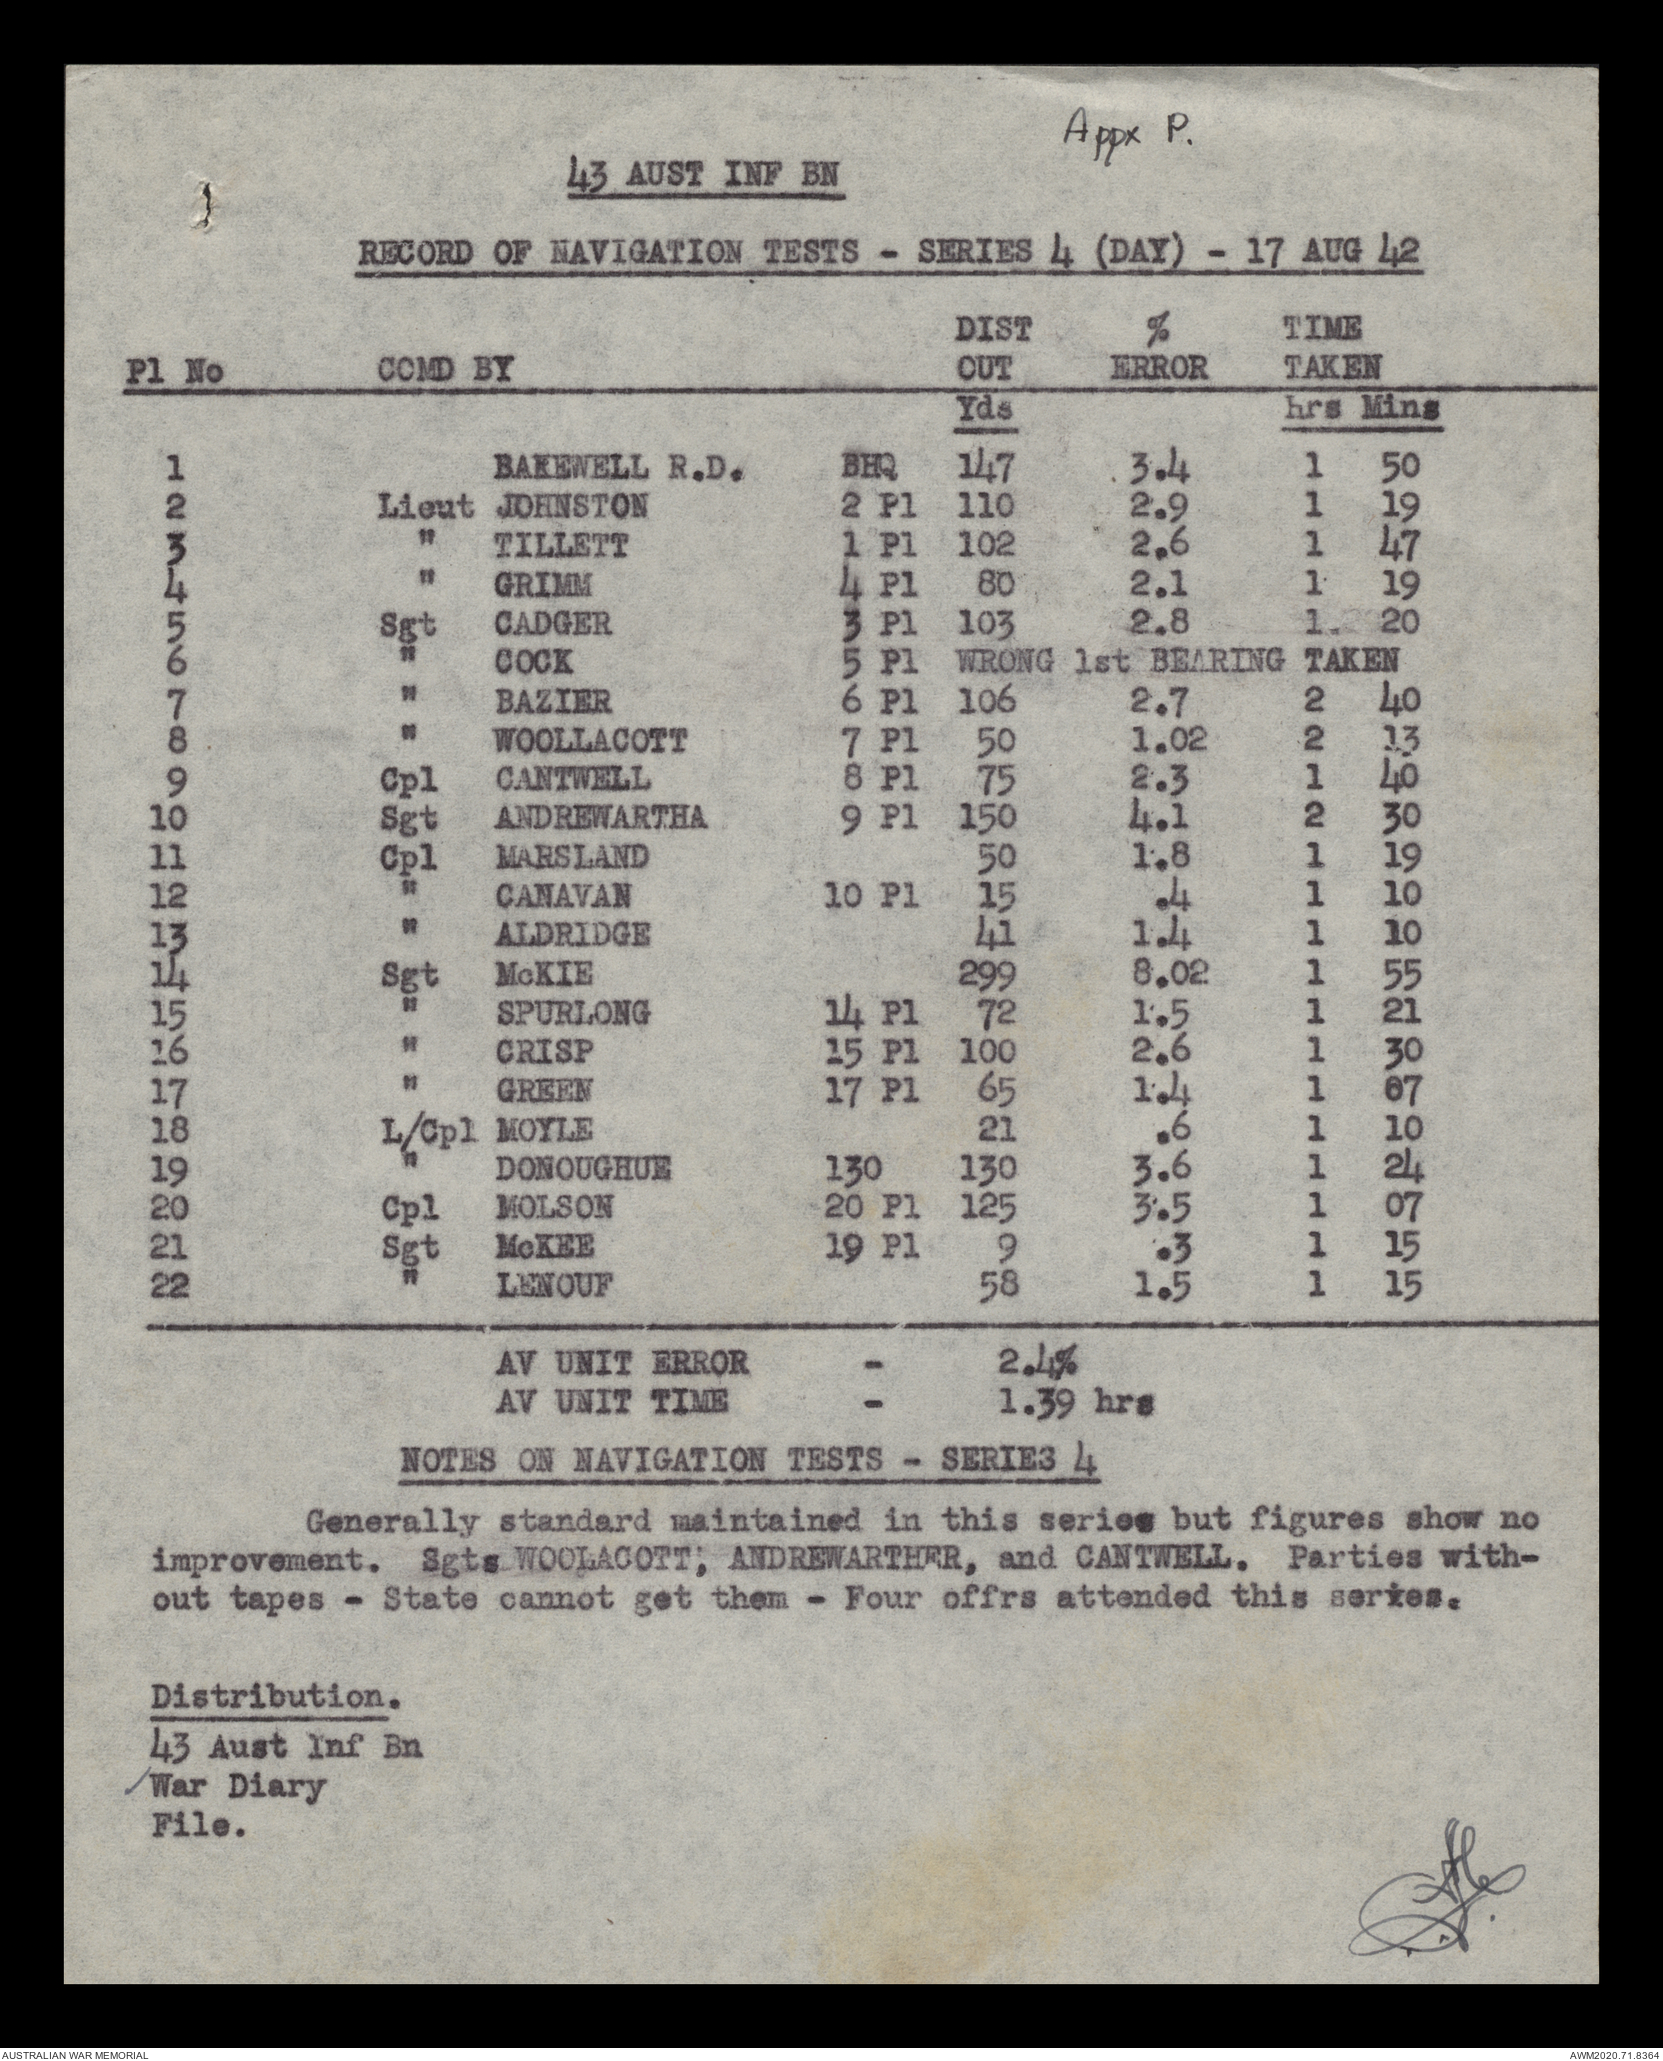 Appx P.
43 AUST INF BN
RECORD OF NAVIGATION TESTS - SERIES 4 (DAY) - 17 AUG 42
DIST % TIME
Pl No COMD BY OUT ERROR TAKEN
Yds hrs Mins
1 BAKEWELL R.D. BHQ 147 3.4 1 50
2 Lieut JOHNSTON 2 Pl 110 2.9 1 19
3 " TILLETT 1 Pl 102 2.6 1 47
4 " GRIMM 4 Pl 80 2.1 1 19
5 Sgt CADGER 3 Pl 103 2.8 1. 20
6 " COCK 5 Pl WRONG 1st BEARING TAKEN
7 " BAZIER 6 Pl 106 2.7 2 40
8 " WOOLLACOTT 7 Pl 50 1.02 2 13
9 Cpl CANTWELL 8 Pl 75 2.3 1 40
10 Sgt ANDREWARTHA 9 Pl 150 4.1 2 30
11 Cpl MARSLAND 50 1.8 1 19
12 " CANAVAN 10 Pl 15 .4 1 10
13 " ALDRIDGE 41 1.4 1 10
14 Sgt McKIE 299 8.02 1 55
15 " SPURLONG 14 Pl 72 1.5 1 21
16 " CRISP 15 Pl 100 2.6 1 30
17 " GREEN 17 Pl 65 1.4 1 07
18 L/Cpl MOYLE 21 .6 1 10
19 " DONOUGHUE 130 130 3.6 1 24
20 Cpl MOLSON 20 Pl 125 3.5 1 07
21 Sgt McKEE 19 Pl 9 .3 1 15
22 " LENOUF 58 1.5 1 15
AV UNIT ERROR - 2.4%
AV UNIT TIME - 1.39 hrs
NOTES ON NAVIGATION TESTS - SERIES 4
Generally standard maintained in this series but figures show no
improvement. Sgts WOOLACOTT, ANDREWARTHER, and CANTWELL. Parties with-
out tapes - State cannot get them - Four offrs attended this series.
Distribution.
43 Aust Inf Bn
✓War Diary
File.
AUSTRALIAN WAR MEMORIAL
AWM2020.71.8364